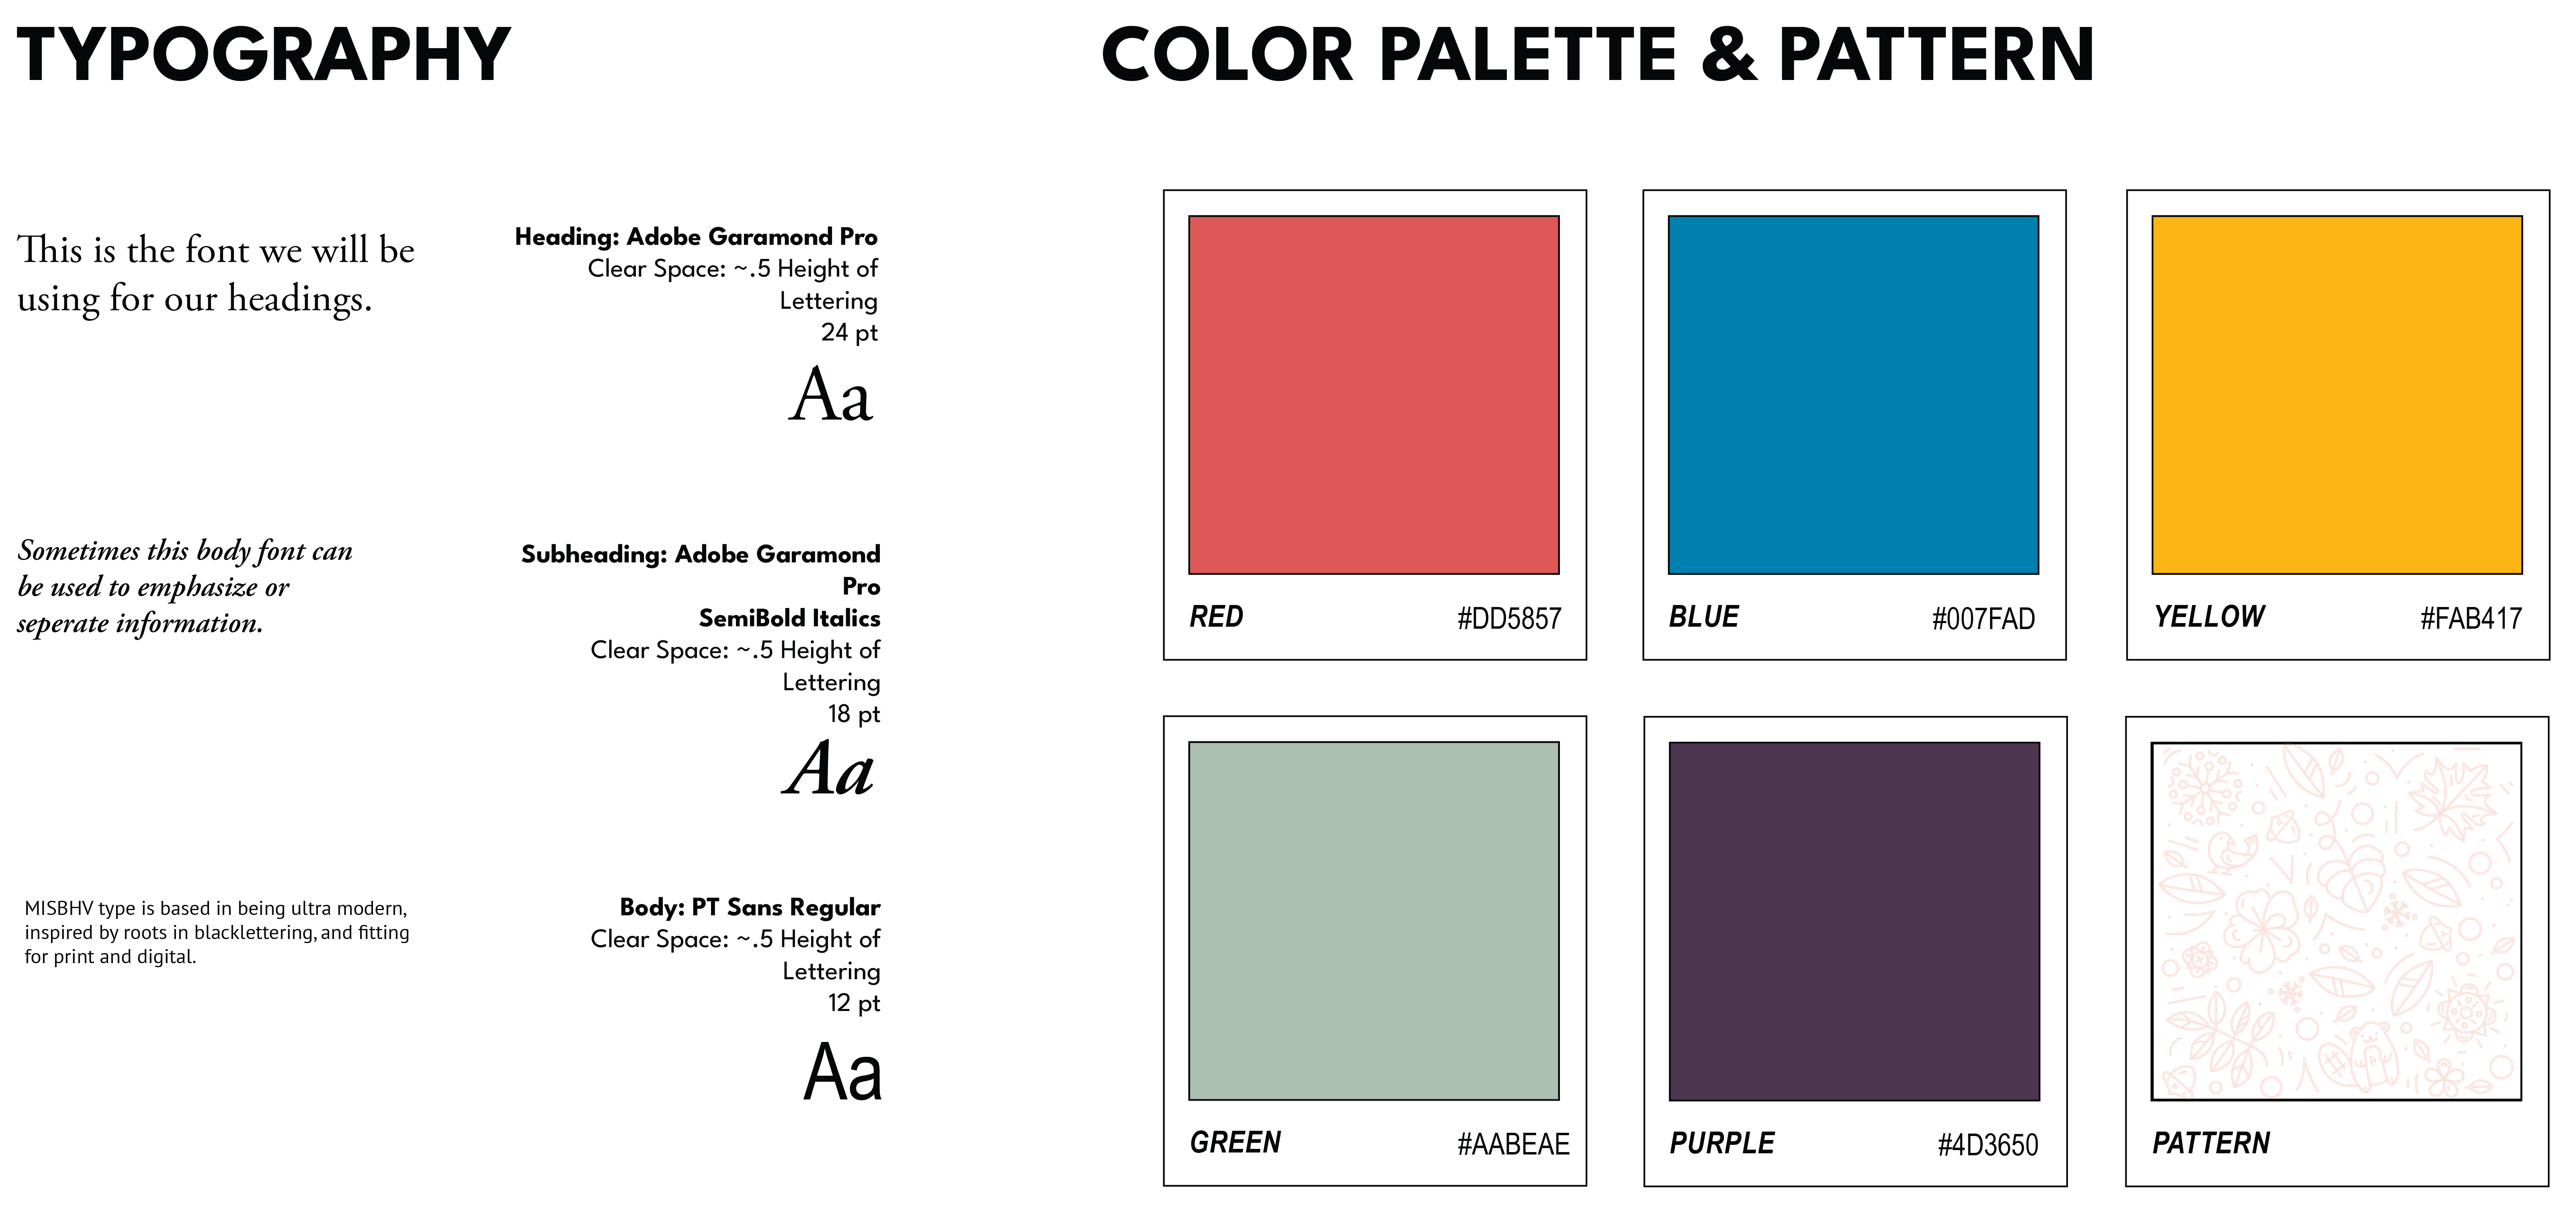 TYPOGRAPHY
This is the font we will be
using for our headings.
Heading: Adobe Garamond Pro
Clear Space: ~.5 Height of
Lettering
24 pt
Aa
Sometimes this body font can
be used to emphasize or
seperate information.
Subheading: Adobe Garamond
Pro
SemiBold Italics
Clear Space: ~.5 Height of
Lettering
18 pt
Aa
MISBHV type is based in being ultra modern,
inspired by roots in blacklettering, and fitting
for print and digital.
Body: PT Sans Regular
Clear Space: ~.5 Height of
Lettering
12 pt
Aa
COLOR PALETTE & PATTERN
RED #DD5857
BLUE #007FAD
YELLOW #FAB417
GREEN #AABEAE
PURPLE #4D3650
PATTERN